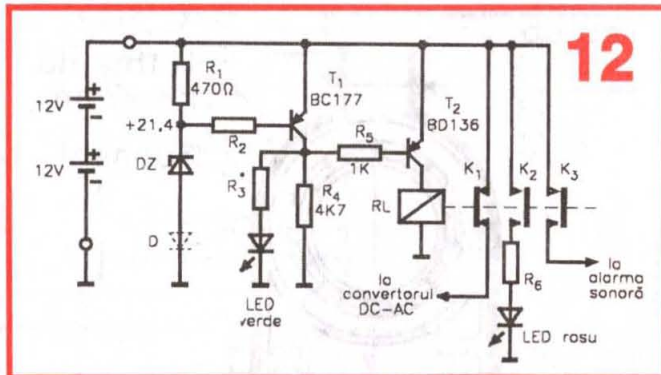 12
12V
12V
R1
470Ω
+21,4
DZ
D
R2
T1
BC177
R3*
R4
4K7
LED
verde
R5
1K
T2
BD136
RL
K1
K2
K3
R6
la
convertorul
DC-AC
LED rosu
la
alarma
sonoră